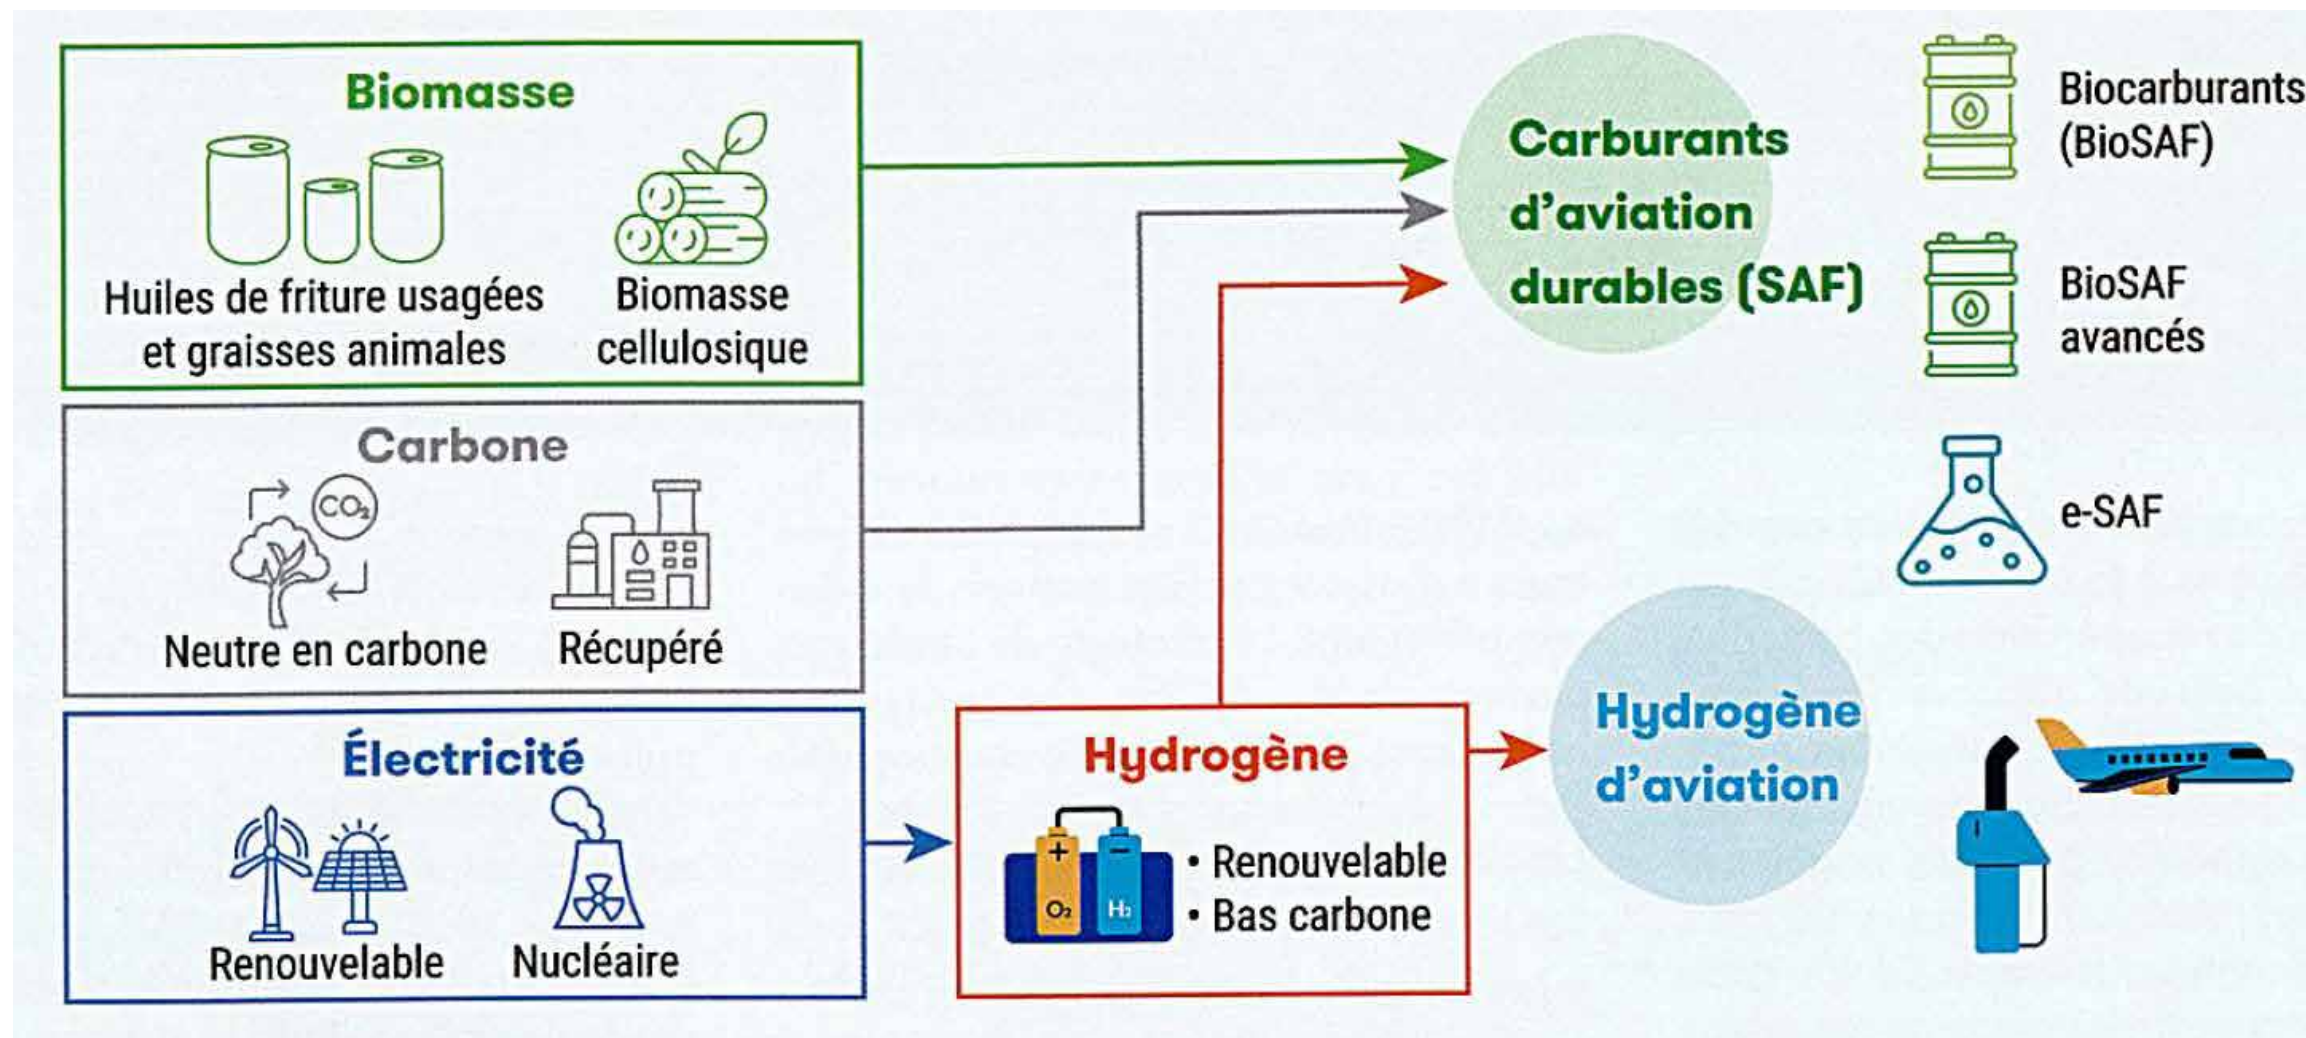 Biomasse
Huiles de friture usagées
et graisses animales
Biomasse
cellulosique
Carbone
CO₂
Neutre en carbone
Récupéré
Électricité
Renouvelable
Nucléaire
Hydrogène
+
−
O₂
H₂
• Renouvelable
• Bas carbone
Carburants
d'aviation
durables (SAF)
Biocarburants
(BioSAF)
BioSAF
avancés
e-SAF
Hydrogène
d'aviation